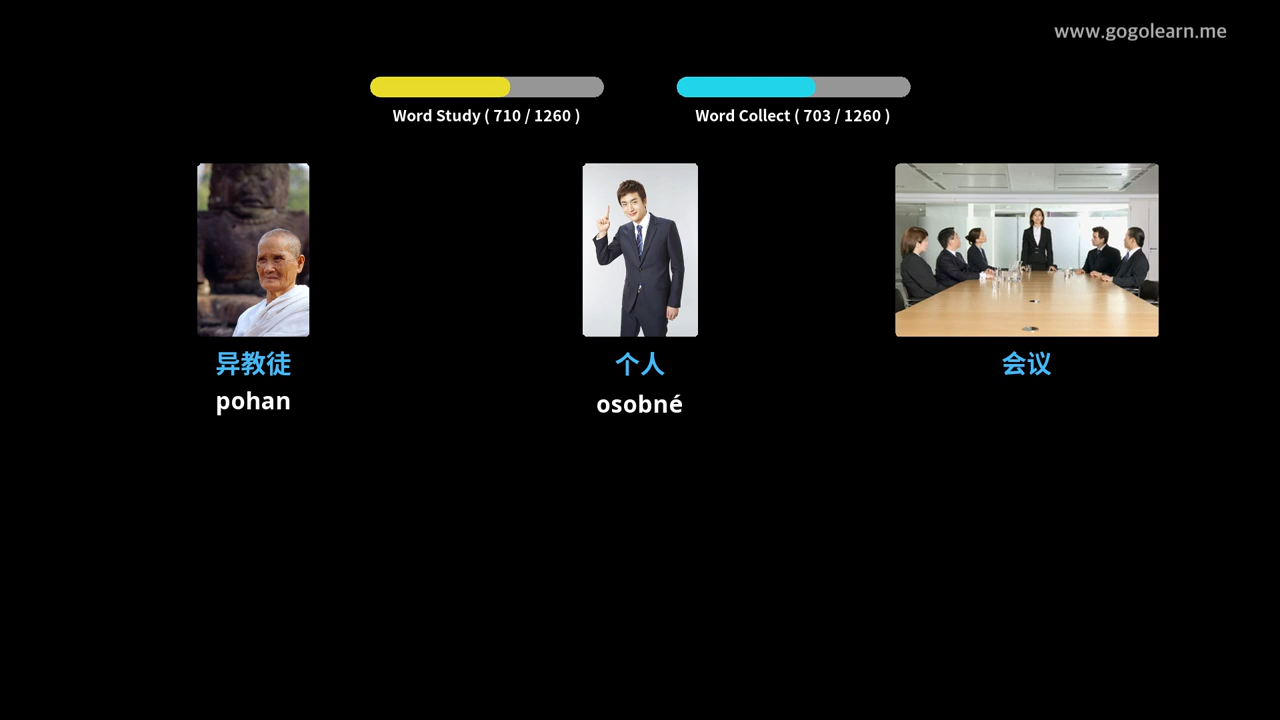 www.gogolearn.me
Word Study ( 710 / 1260 )
Word Collect ( 703 / 1260 )
异教徒
个人
会议
pohan
osobné